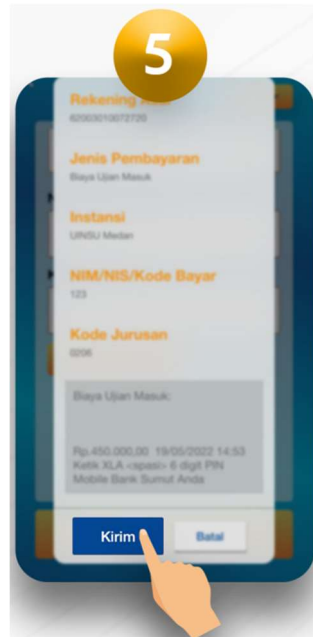 5
Rekening
62003010072720
Jenis Pembayaran
Biaya Ujian Masuk
Instansi
UINSU Medan
NIM/NIS/Kode Bayar
123
Kode Jurusan
0206
Biaya Ujian Masuk:
Rp.450.000,00 19/05/2022 14:53
Ketik XLA <spasi> 6 digit PIN
Mobile Bank Sumut Anda
Kirim
Batal